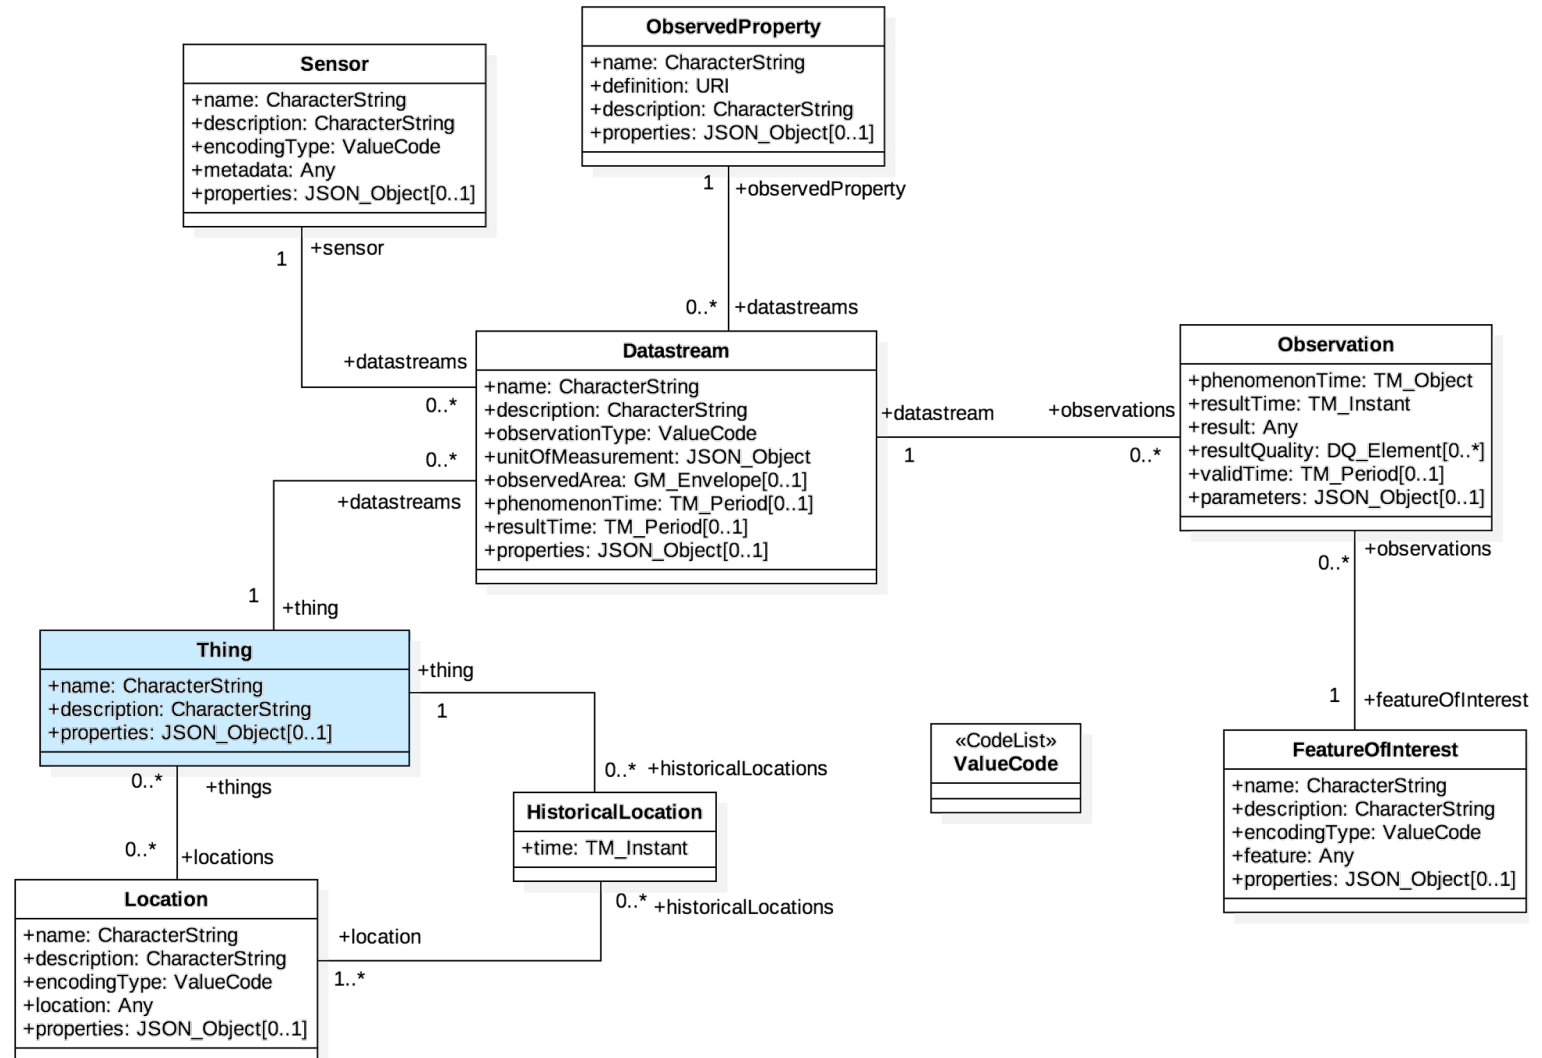 ObservedProperty
+name: CharacterString
+definition: URI
+description: CharacterString
+properties: JSON_Object[0..1]
Sensor
+name: CharacterString
+description: CharacterString
+encodingType: ValueCode
+metadata: Any
+properties: JSON_Object[0..1]
1
+observedProperty
1
+sensor
0..*
+datastreams
+datastreams
0..*
Datastream
+name: CharacterString
+description: CharacterString
+observationType: ValueCode
+unitOfMeasurement: JSON_Object
+observedArea: GM_Envelope[0..1]
+phenomenonTime: TM_Period[0..1]
+resultTime: TM_Period[0..1]
+properties: JSON_Object[0..1]
+datastream
1
+observations
0..*
Observation
+phenomenonTime: TM_Object
+resultTime: TM_Instant
+result: Any
+resultQuality: DQ_Element[0..*]
+validTime: TM_Period[0..1]
+parameters: JSON_Object[0..1]
0..*
+datastreams
0..*
+observations
1
+thing
Thing
+name: CharacterString
+description: CharacterString
+properties: JSON_Object[0..1]
+thing
1
1
+featureOfInterest
0..*
+historicalLocations
«CodeList»
ValueCode
FeatureOfInterest
+name: CharacterString
+description: CharacterString
+encodingType: ValueCode
+feature: Any
+properties: JSON_Object[0..1]
0..*
+things
0..*
+locations
HistoricalLocation
+time: TM_Instant
0..*
+historicalLocations
+location
1..*
Location
+name: CharacterString
+description: CharacterString
+encodingType: ValueCode
+location: Any
+properties: JSON_Object[0..1]